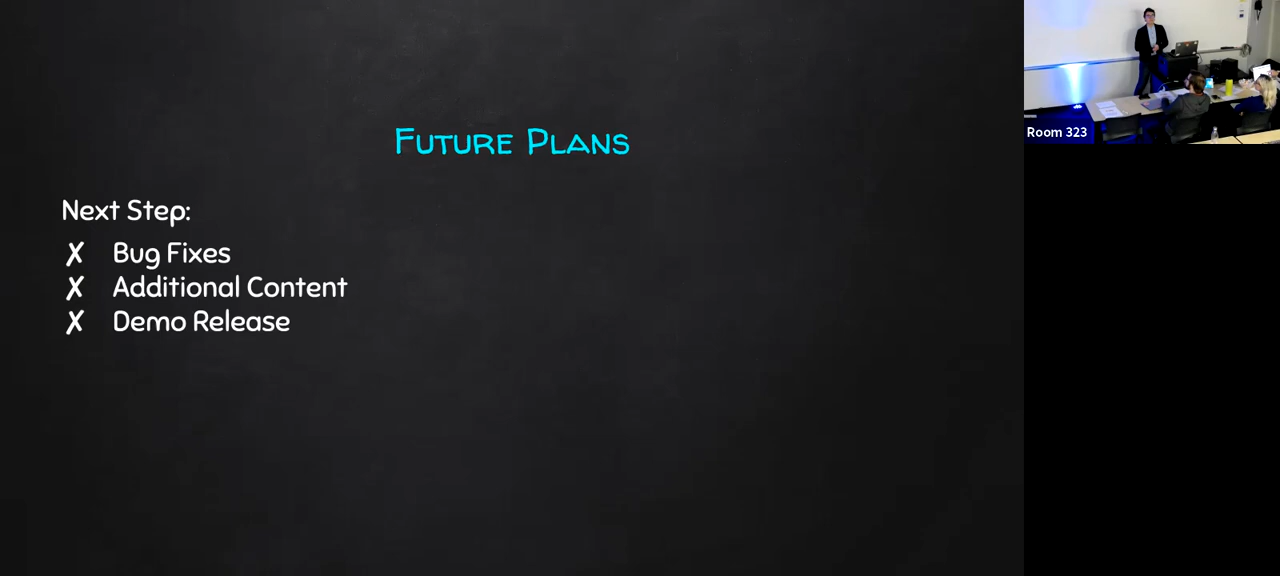 Future Plans
Next Step:
✗ Bug Fixes
✗ Additional Content
✗ Demo Release
Room 323